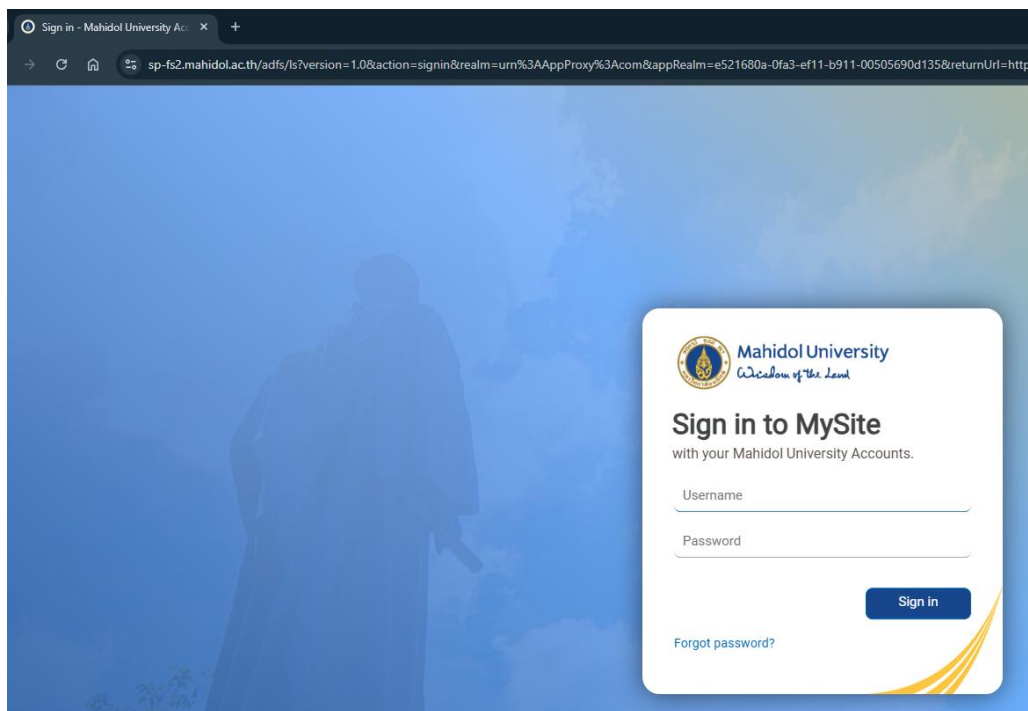 Sign in - Mahidol University Acc
sp-fs2.mahidol.ac.th/adfs/ls?version=1.0&action=signin&realm=urn%3AAppProxy%3Acom&appRealm=e521680a-0fa3-ef11-b911-00505690d135&returnUrl=http
Mahidol University
Wisdom of the Land
Sign in to MySite
with your Mahidol University Accounts.
Username
Password
Sign in
Forgot password?